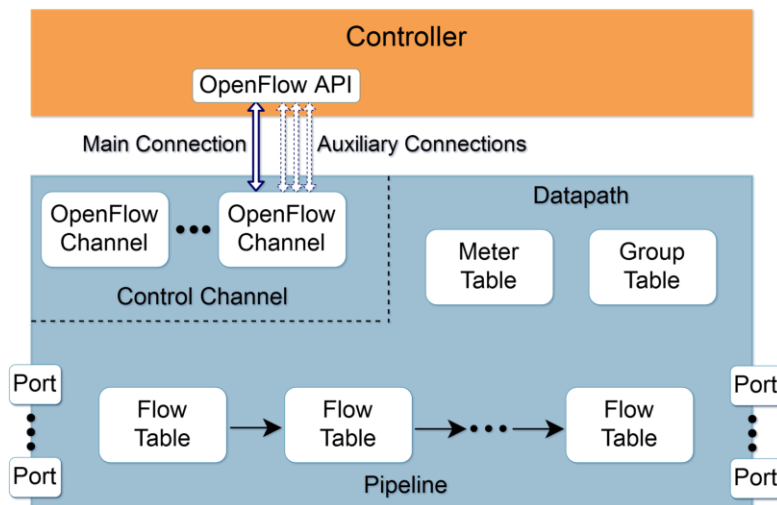 Controller
OpenFlow API
Main Connection
Auxiliary Connections
OpenFlow
Channel
OpenFlow
Channel
Control Channel
Datapath
Meter
Table
Group
Table
Port
Port
Flow
Table
Flow
Table
Flow
Table
Port
Port
Pipeline